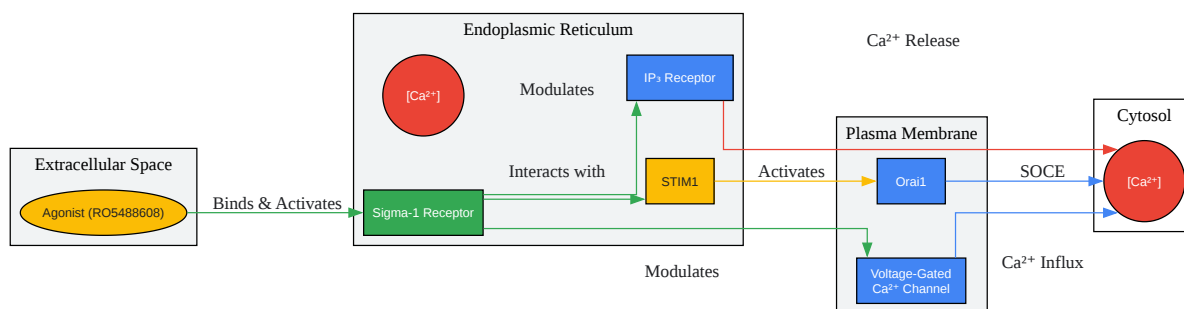 Endoplasmic Reticulum
Ca²⁺ Release
IP₃ Receptor
[Ca²⁺]
Modulates
Cytosol
Plasma Membrane
Extracellular Space
Interacts with
STIM1
Activates
Orai1
SOCE
[Ca²⁺]
Agonist (RO5488608)
Binds & Activates
Sigma-1 Receptor
Modulates
Voltage-Gated
Ca²⁺ Channel
Ca²⁺ Influx